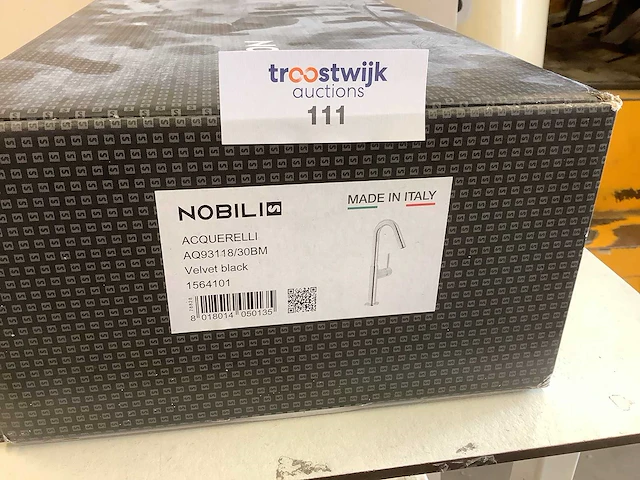 troostwijk
auctions
111
NOBILI
MADE IN ITALY
ACQUERELLI
AQ93118/30BM
Velvet black
1564101
8 018014 050135